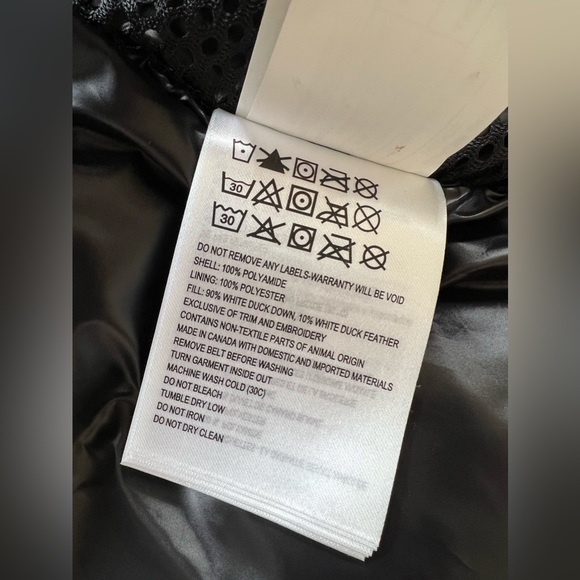 30
30
DO NOT REMOVE ANY LABELS-WARRANTY WILL BE VOID
SHELL: 100% POLYAMIDE
LINING: 100% POLYESTER
FILL: 90% WHITE DUCK DOWN, 10% WHITE DUCK FEATHER
EXCLUSIVE OF TRIM AND EMBROIDERY
CONTAINS NON-TEXTILE PARTS OF ANIMAL ORIGIN
MADE IN CANADA WITH DOMESTIC AND IMPORTED MATERIALS
REMOVE BELT BEFORE WASHING
TURN GARMENT INSIDE OUT
MACHINE WASH COLD (30C)
DO NOT BLEACH
TUMBLE DRY LOW
DO NOT IRON
DO NOT DRY CLEAN